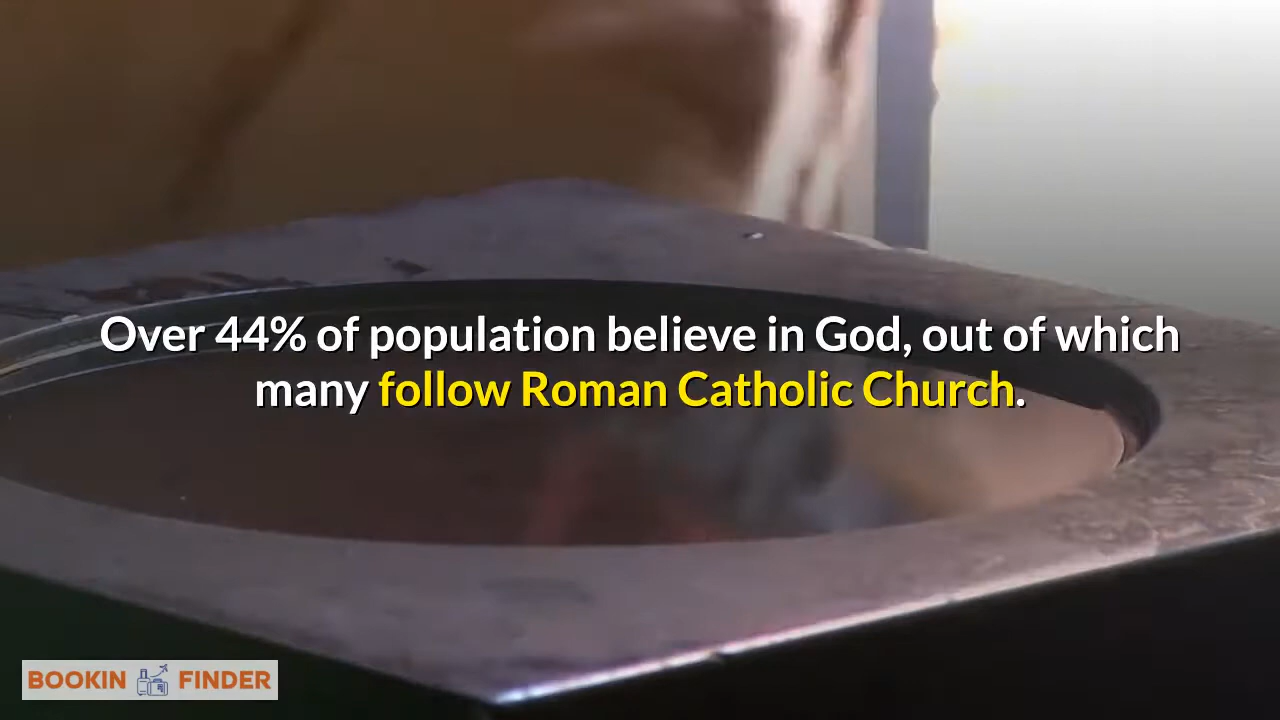 Over 44% of population believe in God, out of which
many follow Roman Catholic Church.
BOOKIN FINDER